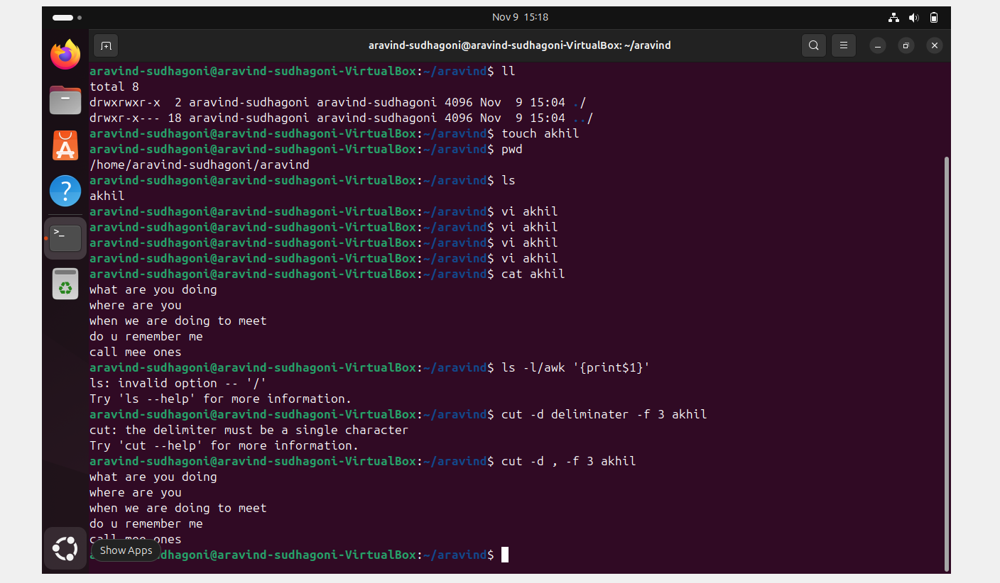 Nov 9 15:18
aravind-sudhagoni@aravind-sudhagoni-VirtualBox: ~/aravind
aravind-sudhagoni@aravind-sudhagoni-VirtualBox:~/aravind$ ll
total 8
drwxrwxr-x  2 aravind-sudhagoni aravind-sudhagoni 4096 Nov  9 15:04 ./
drwxr-x--- 18 aravind-sudhagoni aravind-sudhagoni 4096 Nov  9 15:04 ../
aravind-sudhagoni@aravind-sudhagoni-VirtualBox:~/aravind$ touch akhil
aravind-sudhagoni@aravind-sudhagoni-VirtualBox:~/aravind$ pwd
/home/aravind-sudhagoni/aravind
aravind-sudhagoni@aravind-sudhagoni-VirtualBox:~/aravind$ ls
akhil
aravind-sudhagoni@aravind-sudhagoni-VirtualBox:~/aravind$ vi akhil
aravind-sudhagoni@aravind-sudhagoni-VirtualBox:~/aravind$ vi akhil
aravind-sudhagoni@aravind-sudhagoni-VirtualBox:~/aravind$ vi akhil
aravind-sudhagoni@aravind-sudhagoni-VirtualBox:~/aravind$ vi akhil
aravind-sudhagoni@aravind-sudhagoni-VirtualBox:~/aravind$ cat akhil
what are you doing
where are you
when we are doing to meet
do u remember me
call mee ones
aravind-sudhagoni@aravind-sudhagoni-VirtualBox:~/aravind$ ls -l/awk '{print$1}'
ls: invalid option -- '/'
Try 'ls --help' for more information.
aravind-sudhagoni@aravind-sudhagoni-VirtualBox:~/aravind$ cut -d deliminater -f 3 akhil
cut: the delimiter must be a single character
Try 'cut --help' for more information.
aravind-sudhagoni@aravind-sudhagoni-VirtualBox:~/aravind$ cut -d , -f 3 akhil
what are you doing
where are you
when we are doing to meet
do u remember me
call mee ones
Show Apps
dhagoni@aravind-sudhagoni-VirtualBox:~/aravind$